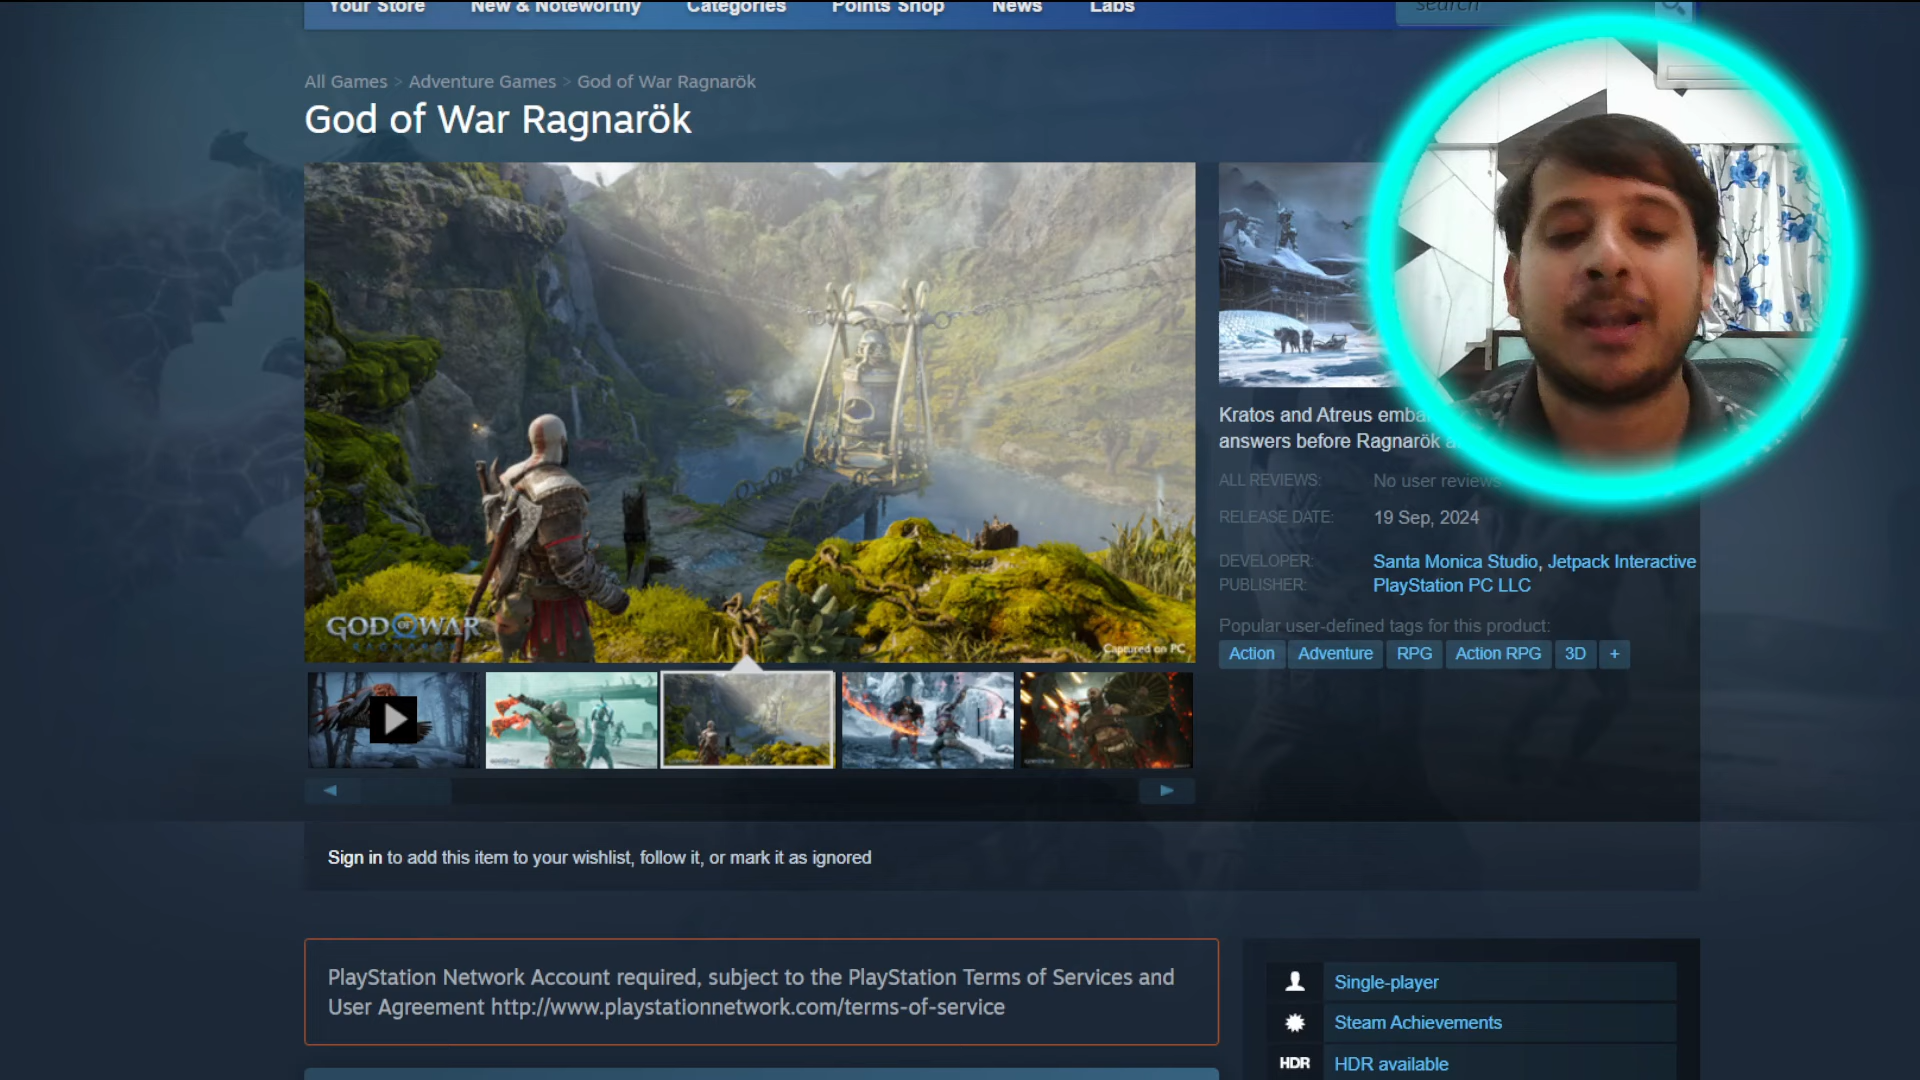 Your Store New & Noteworthy Categories Points Shop News Labs search
All Games > Adventure Games > God of War Ragnarök
God of War Ragnarök
GOD OF WAR
RAGNARÖK
Captured on PC
Kratos and Atreus
answers before Ragnarök
ALL REVIEWS: No user reviews
RELEASE DATE: 19 Sep, 2024
DEVELOPER: Santa Monica Studio, Jetpack Interactive
PUBLISHER: PlayStation PC LLC
Popular user-defined tags for this product:
Action Adventure RPG Action RPG 3D +
Sign in to add this item to your wishlist, follow it, or mark it as ignored
PlayStation Network Account required, subject to the PlayStation Terms of Services and
User Agreement http://www.playstationnetwork.com/terms-of-service
Single-player
Steam Achievements
HDR HDR available